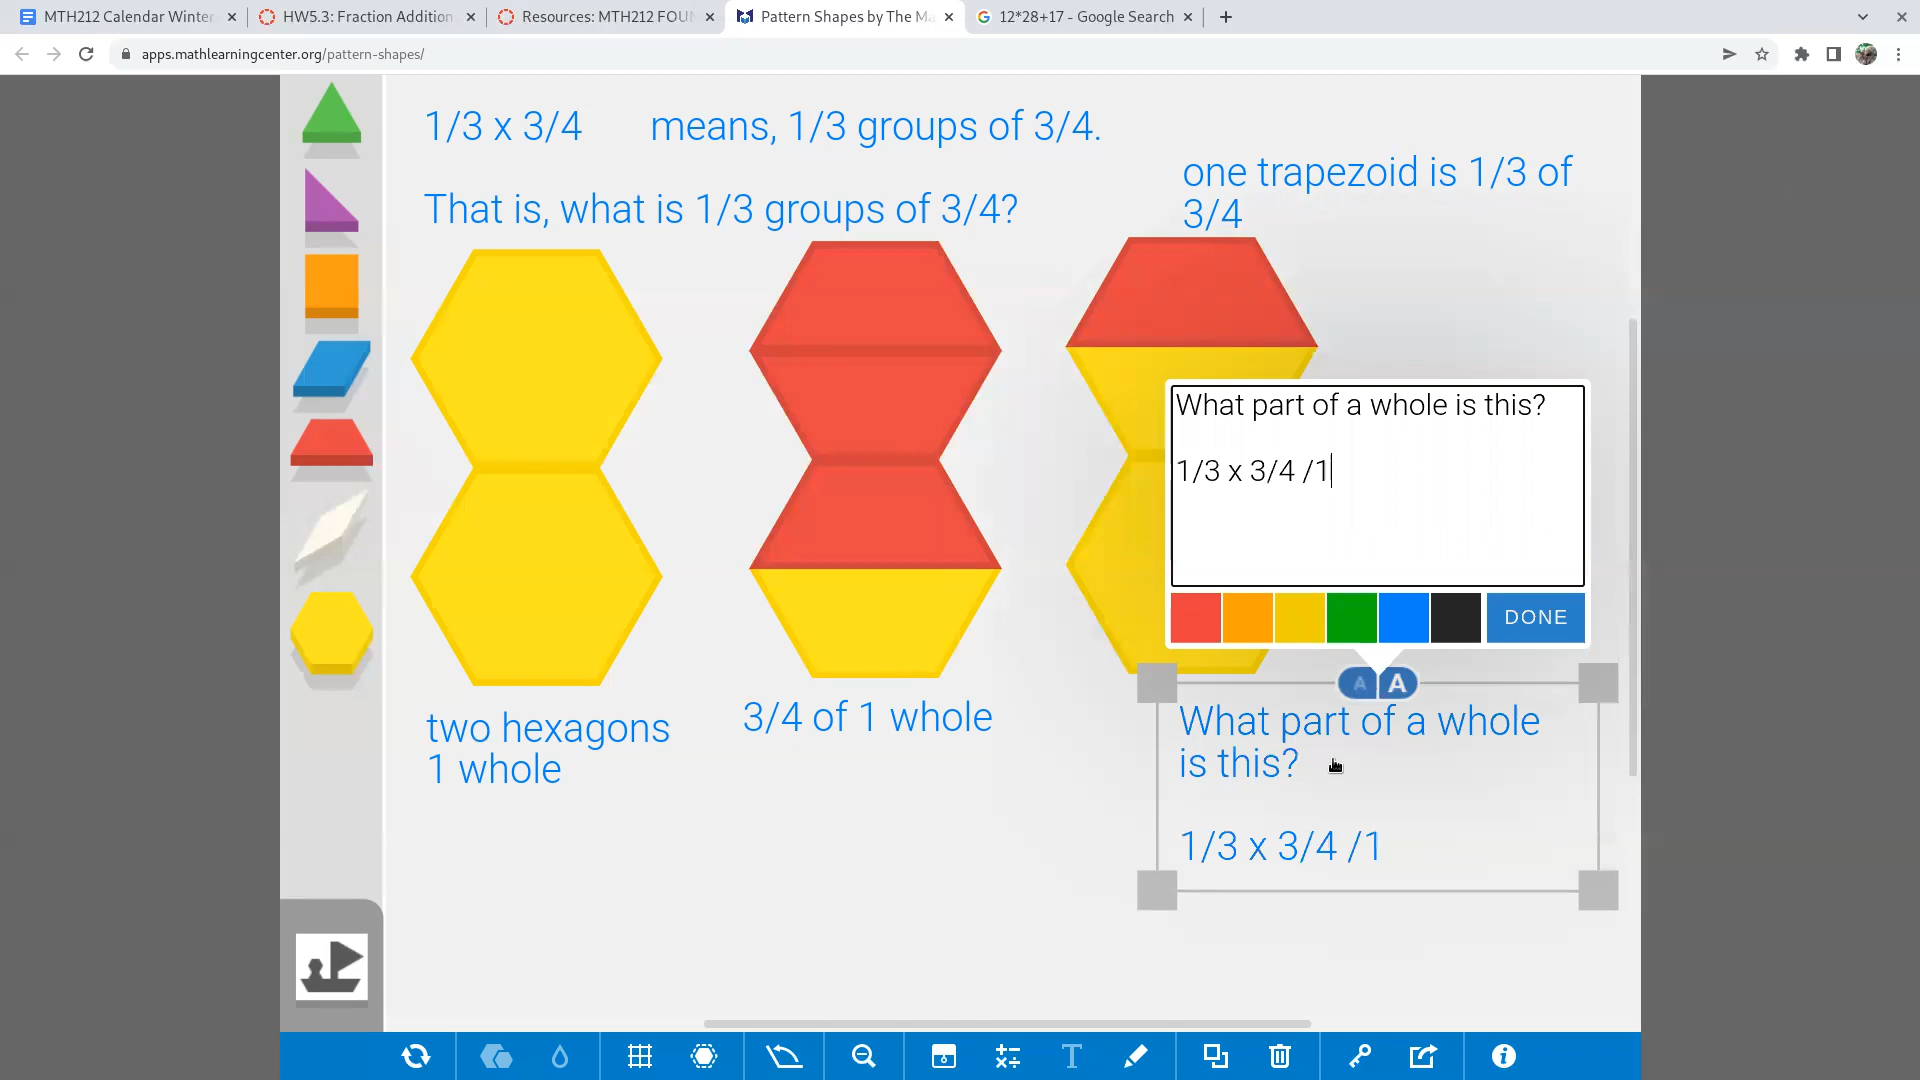 MTH212 Calendar Winter
HW5.3: Fraction Addition
Resources: MTH212 FOUN
Pattern Shapes by The Ma
12*28+17 - Google Search
apps.mathlearningcenter.org/pattern-shapes/
1/3 x 3/4 means, 1/3 groups of 3/4.
one trapezoid is 1/3 of
3/4
That is, what is 1/3 groups of 3/4?
What part of a whole is this?
1/3 x 3/4 /1
DONE
A A
two hexagons
1 whole
3/4 of 1 whole
What part of a whole
is this?
1/3 x 3/4 /1
T